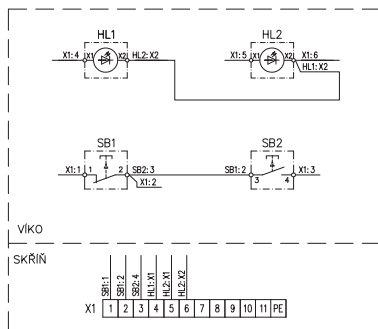 HL1
HL2
X1:4
X1
X2
HL2:X2
X1:5
X1
X2
X1:6
HL1:X2
SB1
SB2
X1:1
1
2
SB2:3
X1:2
SB1:2
3
4
X1:3
VÍKO
SKŘÍŇ
SB1:1
SB1:2
SB2:4
HL1:X1
HL2:X1
HL2:X2
X1 1 2 3 4 5 6 7 8 9 10 11 PE